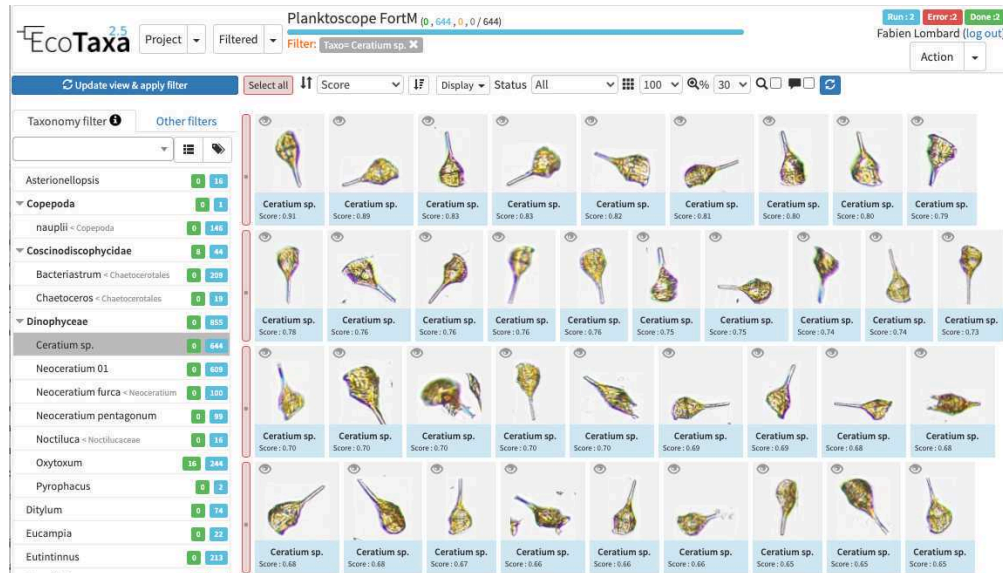 EcoTaxa 2.5
Project
Filtered
Planktoscope FortM (0, 644, 0, 0 / 644)
Filter: Taxo= Ceratium sp. ✖
Run : 2 Error : 2 Done : 2
Fabien Lombard (log out)
Action
Update view & apply filter
Select all Score Display Status All 100 % 30
Taxonomy filter Other filters
Asterionellopsis 0 16
Copepoda 0 1
nauplii < Copepoda 0 146
Coscinodiscophycidae 8 44
Bacteriastrum < Chaetocerotales 0 209
Chaetoceros < Chaetocerotales 0 19
Dinophyceae 0 855
Ceratium sp. 0 644
Neoceratium 01 0 609
Neoceratium furca < Neoceratium 0 100
Neoceratium pentagonum 0 99
Noctiluca < Noctilucaceae 0 16
Oxytoxum 16 244
Pyrophacus 0 2
Ditylum 0 74
Eucampia 0 22
Eutintinnus 0 213
Ceratium sp. Ceratium sp. Ceratium sp. Ceratium sp. Ceratium sp. Ceratium sp. Ceratium sp. Ceratium sp. Ceratium sp.
Score : 0.91 Score : 0.89 Score : 0.83 Score : 0.83 Score : 0.82 Score : 0.81 Score : 0.80 Score : 0.80 Score : 0.79
Ceratium sp. Ceratium sp. Ceratium sp. Ceratium sp. Ceratium sp. Ceratium sp. Ceratium sp. Ceratium sp. Ceratium sp. Ceratium sp.
Score : 0.78 Score : 0.76 Score : 0.76 Score : 0.76 Score : 0.76 Score : 0.75 Score : 0.75 Score : 0.74 Score : 0.74 Score : 0.73
Ceratium sp. Ceratium sp. Ceratium sp. Ceratium sp. Ceratium sp. Ceratium sp. Ceratium sp. Ceratium sp. Ceratium sp.
Score : 0.70 Score : 0.70 Score : 0.70 Score : 0.70 Score : 0.70 Score : 0.69 Score : 0.69 Score : 0.68 Score : 0.68
Ceratium sp. Ceratium sp. Ceratium sp. Ceratium sp. Ceratium sp. Ceratium sp. Ceratium sp. Ceratium sp. Ceratium sp.
Score : 0.68 Score : 0.68 Score : 0.67 Score : 0.66 Score : 0.66 Score : 0.66 Score : 0.65 Score : 0.65 Score : 0.65